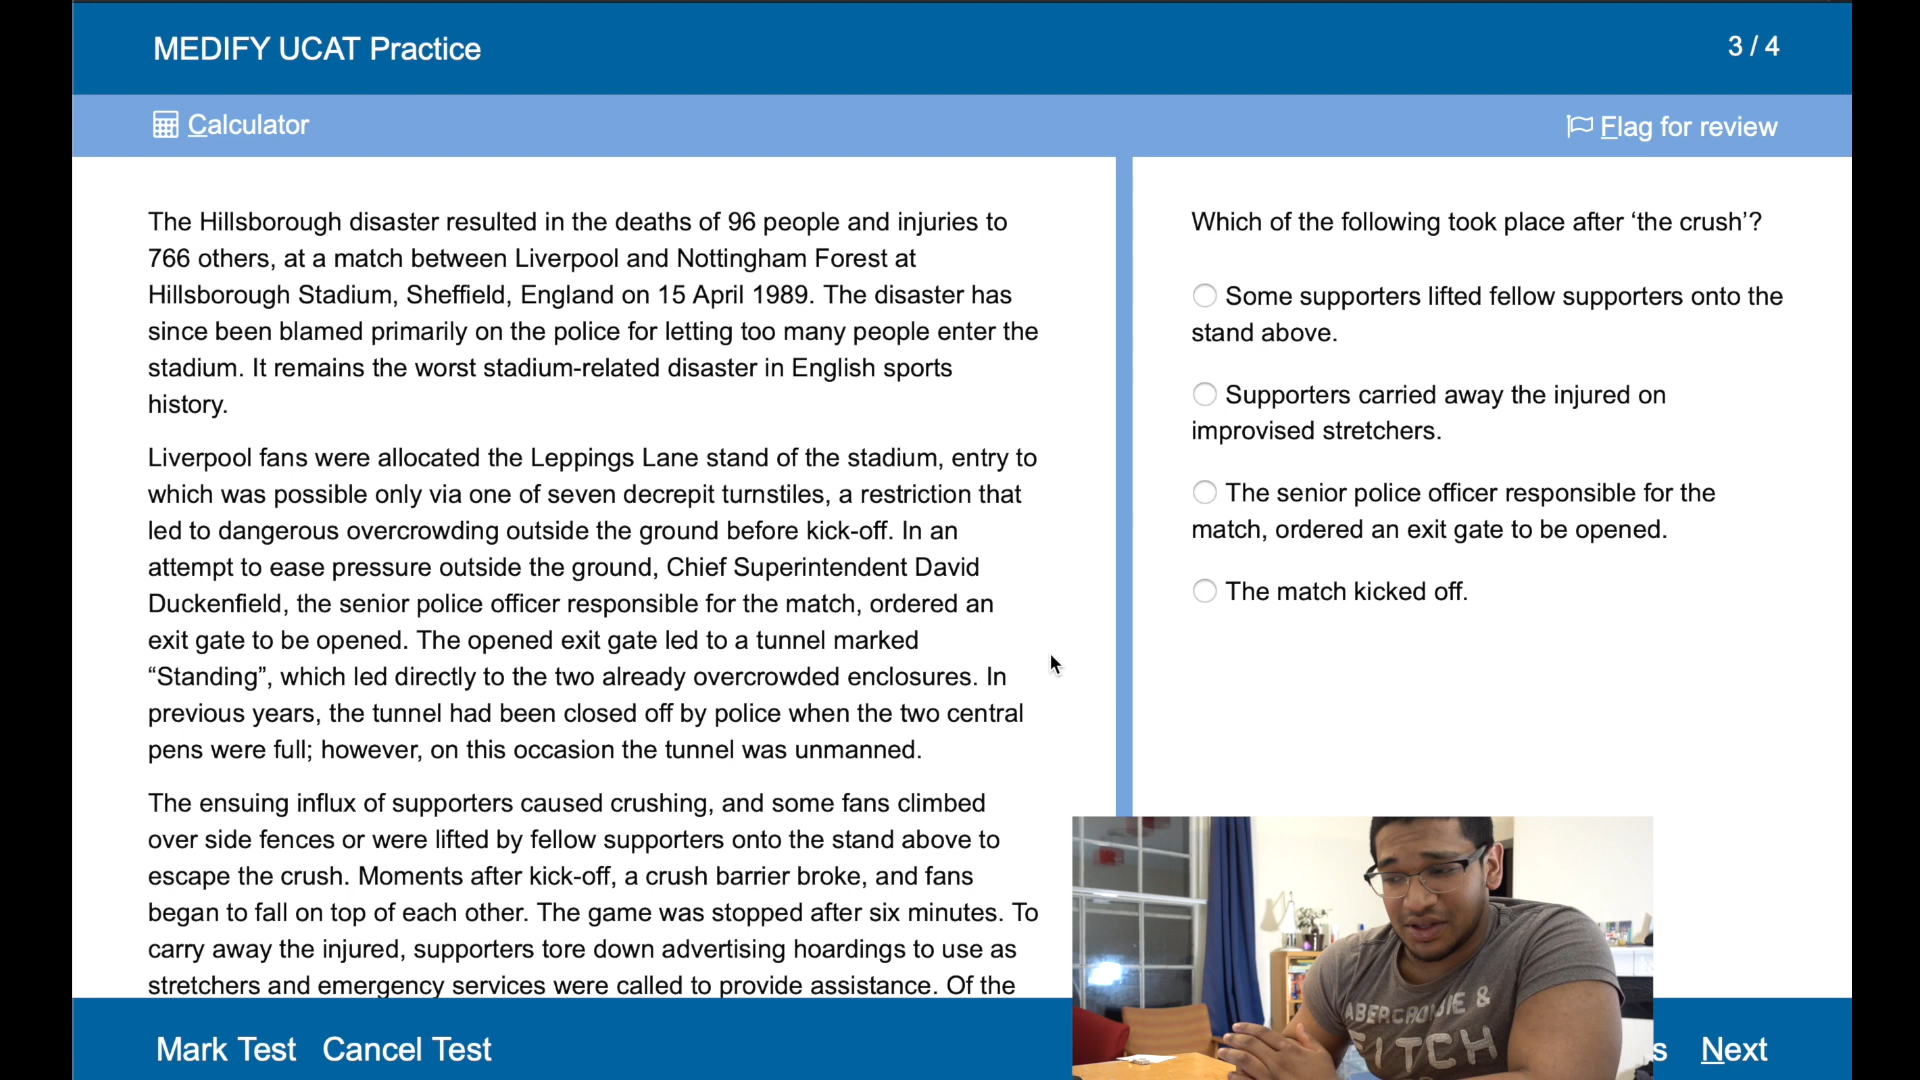 MEDIFY UCAT Practice
3 / 4
Calculator
Flag for review
The Hillsborough disaster resulted in the deaths of 96 people and injuries to
766 others, at a match between Liverpool and Nottingham Forest at
Hillsborough Stadium, Sheffield, England on 15 April 1989. The disaster has
since been blamed primarily on the police for letting too many people enter the
stadium. It remains the worst stadium-related disaster in English sports
history.
Liverpool fans were allocated the Leppings Lane stand of the stadium, entry to
which was possible only via one of seven decrepit turnstiles, a restriction that
led to dangerous overcrowding outside the ground before kick-off. In an
attempt to ease pressure outside the ground, Chief Superintendent David
Duckenfield, the senior police officer responsible for the match, ordered an
exit gate to be opened. The opened exit gate led to a tunnel marked
“Standing”, which led directly to the two already overcrowded enclosures. In
previous years, the tunnel had been closed off by police when the two central
pens were full; however, on this occasion the tunnel was unmanned.
The ensuing influx of supporters caused crushing, and some fans climbed
over side fences or were lifted by fellow supporters onto the stand above to
escape the crush. Moments after kick-off, a crush barrier broke, and fans
began to fall on top of each other. The game was stopped after six minutes. To
carry away the injured, supporters tore down advertising hoardings to use as
stretchers and emergency services were called to provide assistance. Of the
Which of the following took place after ‘the crush’?
Some supporters lifted fellow supporters onto the
stand above.
Supporters carried away the injured on
improvised stretchers.
The senior police officer responsible for the
match, ordered an exit gate to be opened.
The match kicked off.
ABERCROMBIE &
FITCH
Mark Test
Cancel Test
s
Next